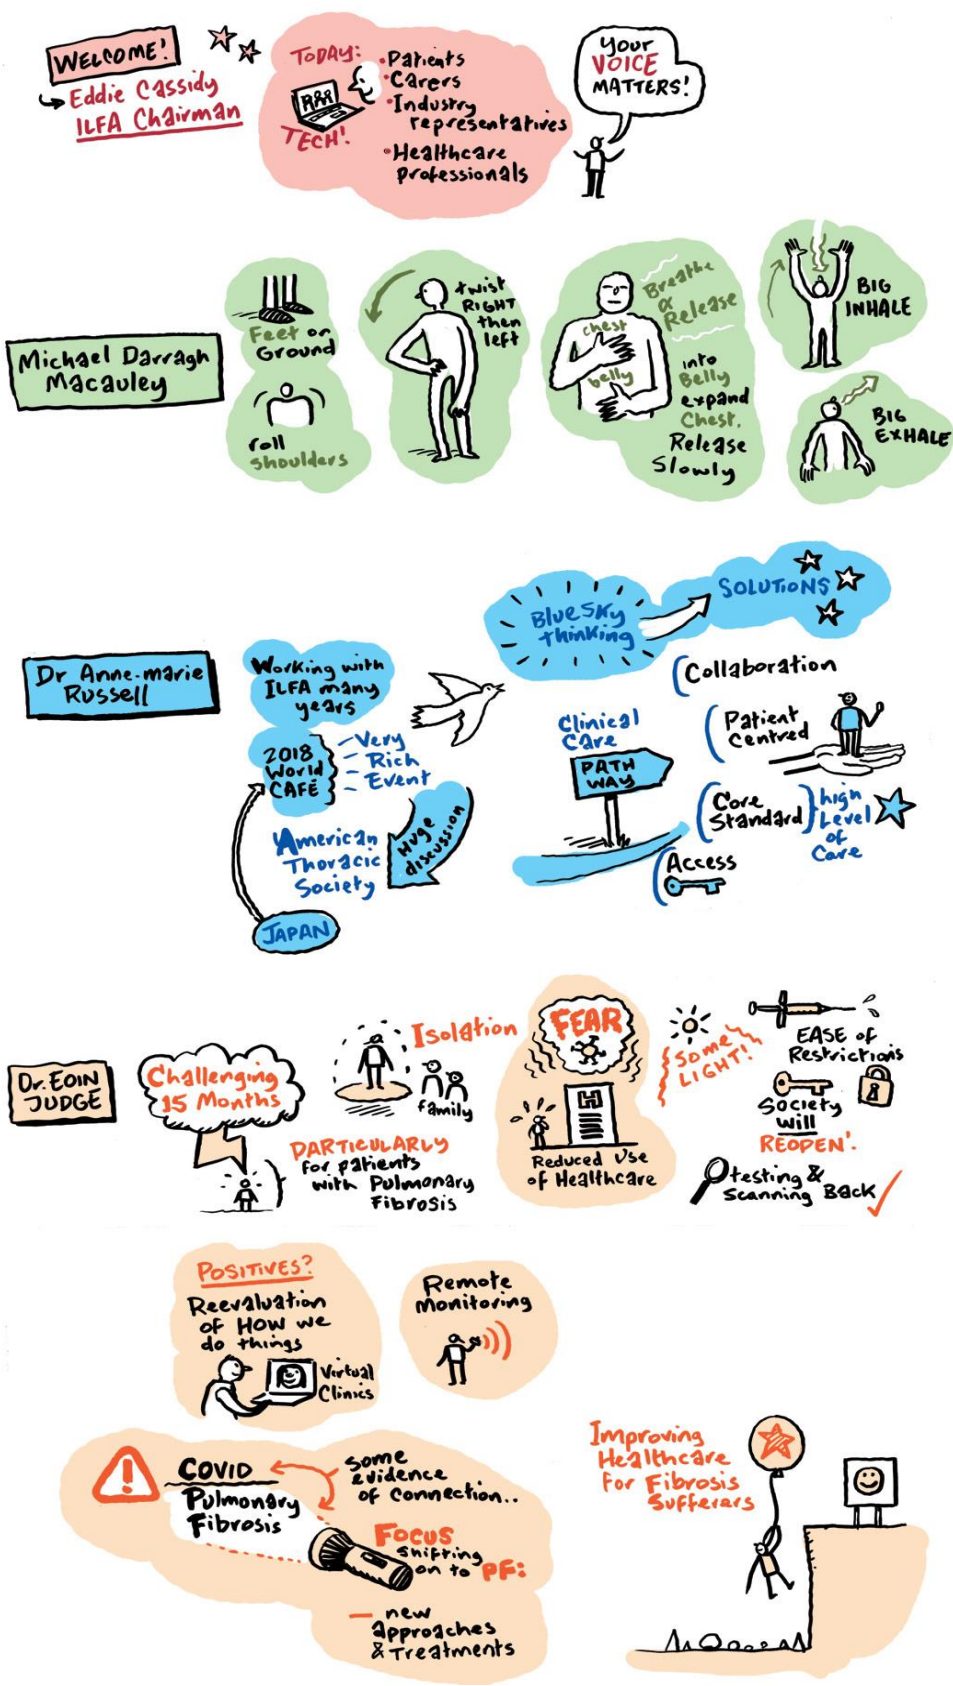 WELCOME!
Eddie Cassidy
ILFA Chairman
TODAY:
TECH!
•Patients
•Carers
•Industry
representatives
•Healthcare
professionals
Your
VOICE
MATTERS!
Michael Darragh
Macauley
Feet on
Ground
roll
shoulders
twist
RIGHT
then
left
chest
belly
Breathe
&
Release
into
Belly
expand
Chest.
Release
Slowly
BIG
INHALE
BIG
EXHALE
Dr Anne-marie
Russell
Working with
ILFA many
years
2018
World
CAFÉ
Very
Rich
Event
Huge
discussion
American
Thoracic
Society
JAPAN
Blue SKy
thinking
SOLUTIONS
Clinical
Care
PATH
WAY
Collaboration
Patient
Centred
Core
Standard
high
Level
of
Care
Access
Dr. EOIN
JUDGE
Challenging
15 Months
PARTICULARLY
for patients
with Pulmonary
Fibrosis
Isolation
family
FEAR
H
Reduced Use
of Healthcare
SOME
LIGHT!
EASE of
Restrictions
Society
will
REOPEN!
testing &
Scanning Back
POSITIVES?
Reevaluation
of HOW we
do things
Virtual
Clinics
Remote
Monitoring
COVID
Pulmonary
Fibrosis
some
evidence
of connection..
Focus
shifting
on to PF:
– new
approaches
& Treatments
Improving
Healthcare
For Fibrosis
Sufferers